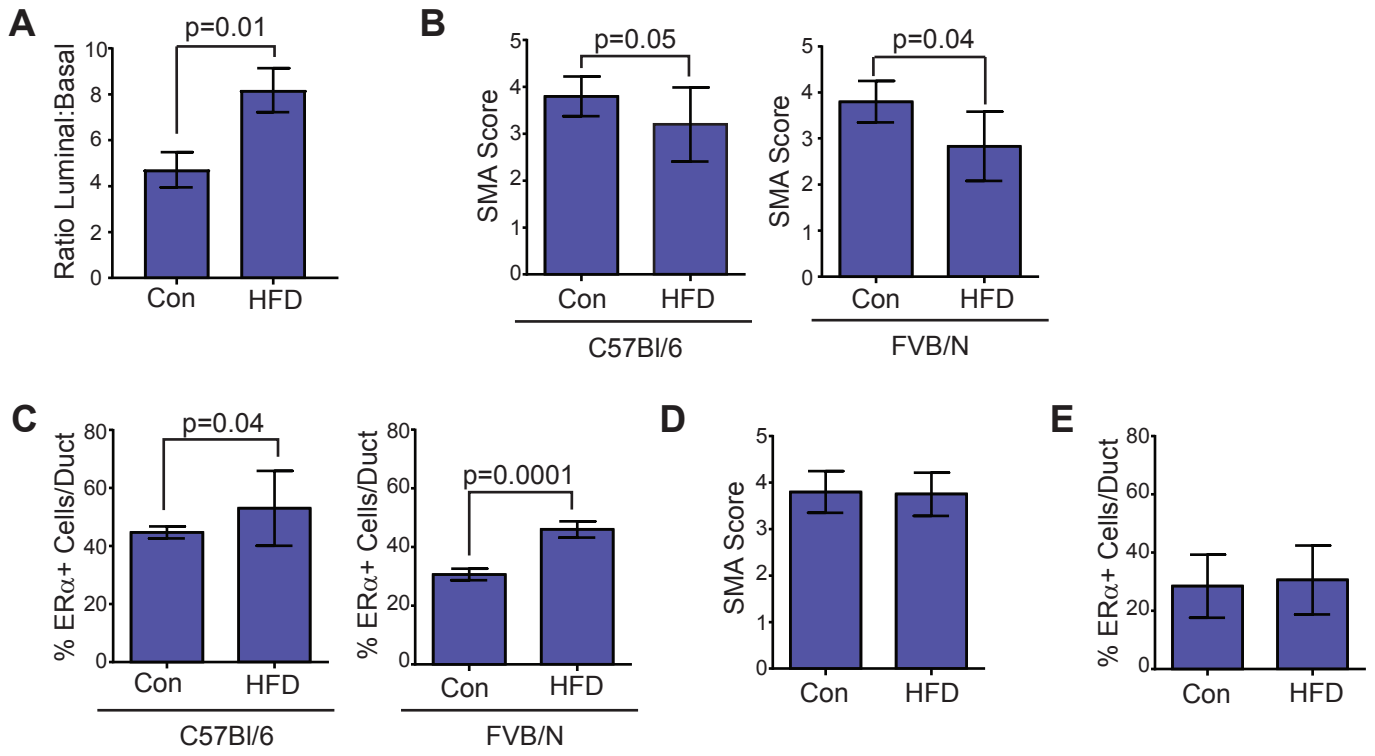 A
p=0.01
Ratio Luminal:Basal
10
8
6
4
2
0
Con HFD
B
p=0.05
SMA Score
5
4
3
2
1
0
Con HFD
C57Bl/6
p=0.04
SMA Score
5
4
3
2
1
0
Con HFD
FVB/N
C
p=0.04
% ERα+ Cells/Duct
80
60
40
20
0
Con HFD
C57Bl/6
p=0.0001
% ERα+ Cells/Duct
80
60
40
20
0
Con HFD
FVB/N
D
SMA Score
5
4
3
2
1
0
Con HFD
E
% ERα+ Cells/Duct
80
60
40
20
0
Con HFD